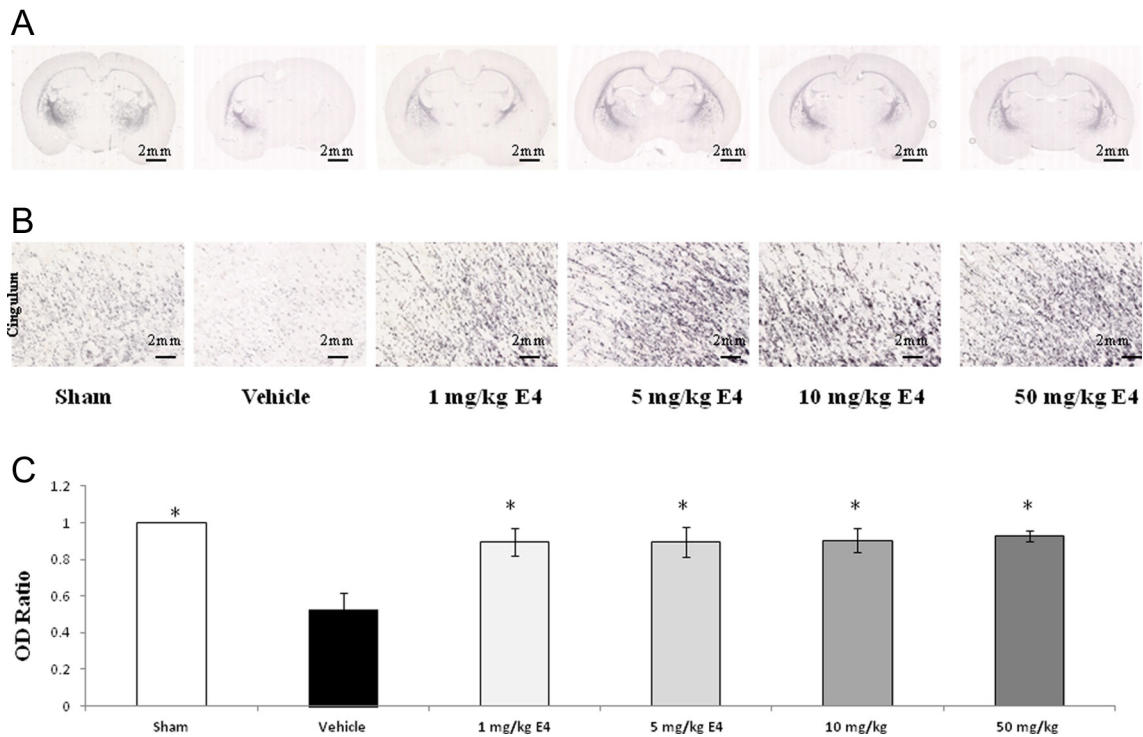 A
2mm 2mm 2mm 2mm 2mm 2mm
B
Cingulum
2mm 2mm 2mm 2mm 2mm 2mm
Sham Vehicle 1 mg/kg E4 5 mg/kg E4 10 mg/kg E4 50 mg/kg E4
C
OD Ratio
1.2
1
0.8
0.6
0.4
0.2
0
* * * * *
Sham Vehicle 1 mg/kg E4 5 mg/kg E4 10 mg/kg 50 mg/kg